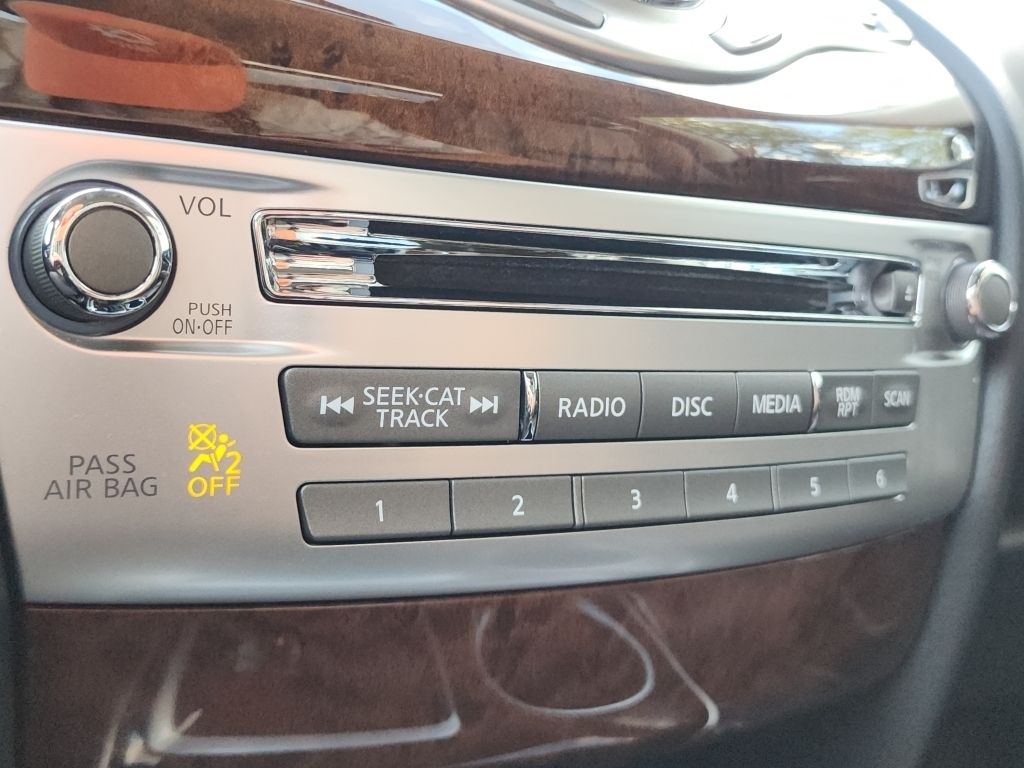 VOL
PUSH
ON·OFF
SEEK·CAT
TRACK
RADIO
DISC
MEDIA
RDM
RPT
SCAN
PASS
AIR BAG
2
OFF
1
2
3
4
5
6